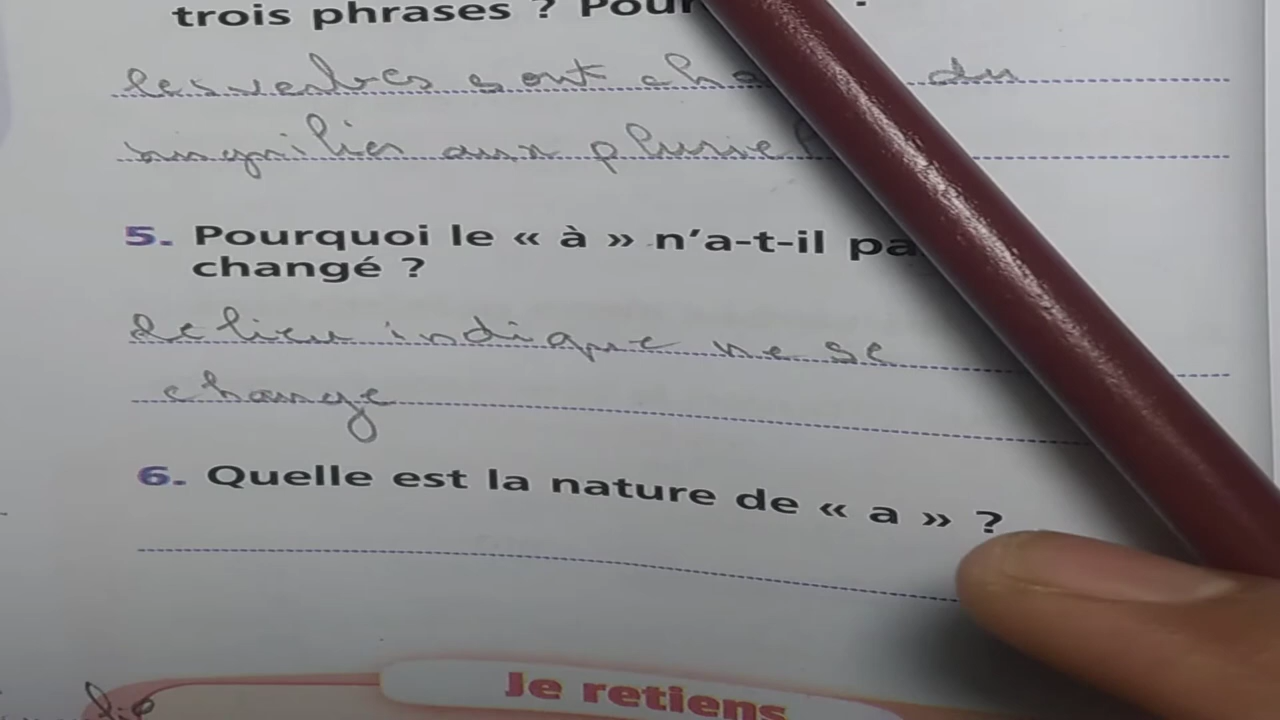 trois phrases ? Pour
les verbes sont cha du
singulier aux pluriel
5. Pourquoi le « à » n’a-t-il pa
changé ?
le lieu indique ne se
change
6. Quelle est la nature de « a » ?
Je retiens